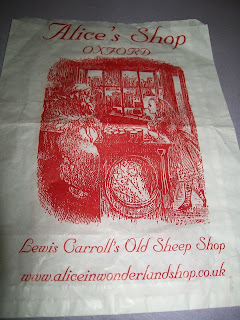 Alice's Shop
OXFORD
Lewis Carroll's Old Sheep Shop
www.aliceinwonderlandshop.co.uk